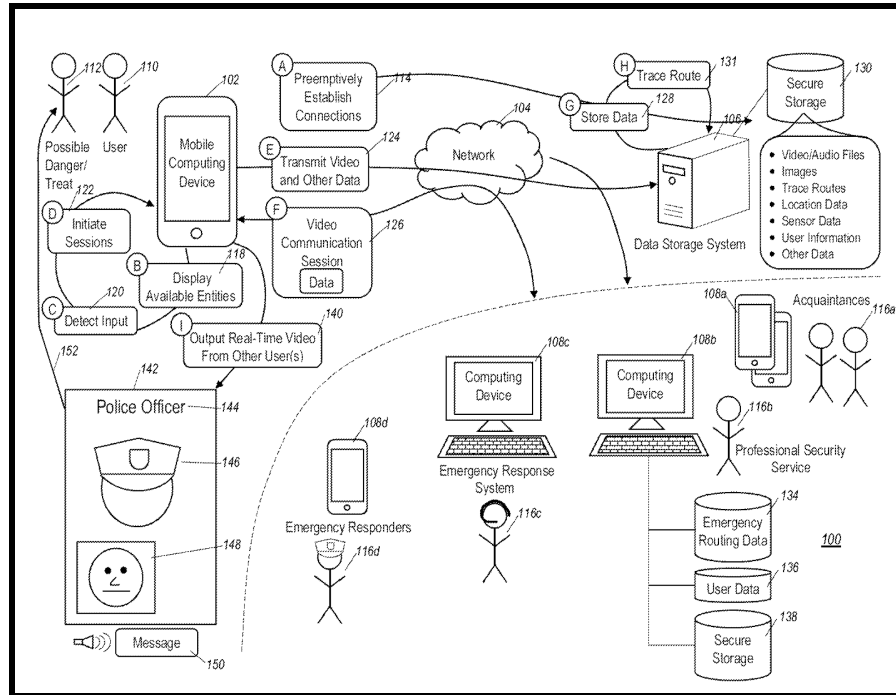 112
110
Possible
Danger/
Treat
User
102
Mobile
Computing
Device
A
Preemptively
Establish
Connections
114
E
Transmit Video
and Other Data
124
F
Video
Communication
Session
Data
126
104
Network
H
Trace Route
131
G
Store Data
128
106
Data Storage System
Secure
Storage
130
• Video/Audio Files
• Images
• Trace Routes
• Location Data
• Sensor Data
• User Information
• Other Data
D
122
Initiate
Sessions
B
118
Display
Available Entities
C
120
Detect Input
I
Output Real-Time Video
From Other User(s)
140
152
142
Police Officer
144
146
148
Message
150
108d
Emergency Responders
116d
108c
Computing
Device
Emergency Response
System
116c
108b
Computing
Device
108a
Acquaintances
116a
116b
Professional Security
Service
134
Emergency
Routing Data
136
User Data
138
Secure
Storage
100